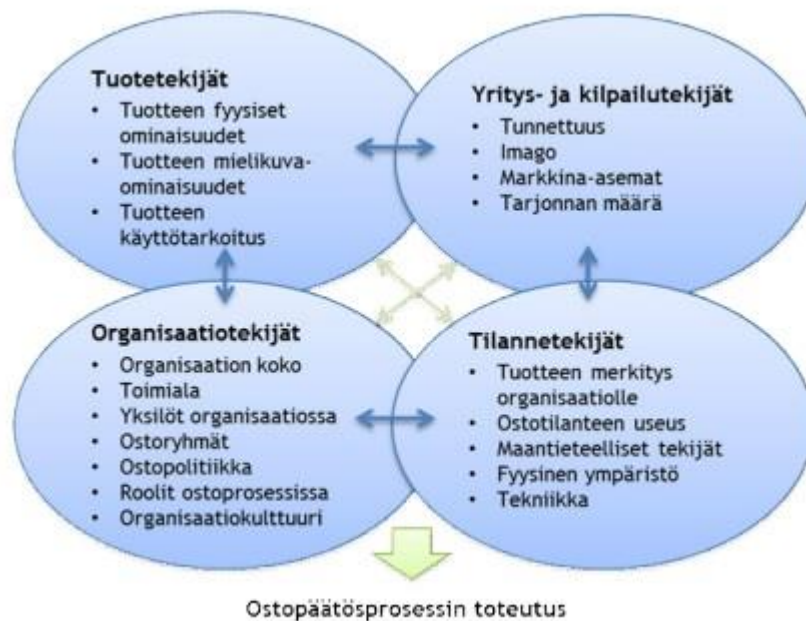 Tuotetekijät
• Tuotteen fyysiset
ominaisuudet
• Tuotteen mielikuva-
ominaisuudet
• Tuotteen
käyttötarkoitus
Yritys- ja kilpailutekijät
• Tunnettuus
• Imago
• Markkina-asemat
• Tarjonnan määrä
Organisaatiotekijät
• Organisaation koko
• Toimiala
• Yksilöt organisaatiossa
• Ostoryhmät
• Ostopolitiikka
• Roolit ostoprosessissa
• Organisaatiokulttuuri
Tilannetekijät
• Tuotteen merkitys
organisaatiolle
• Ostotilanteen useus
• Maantieteelliset tekijät
• Fyysinen ympäristö
• Tekniikka
Ostopäätösprosessin toteutus